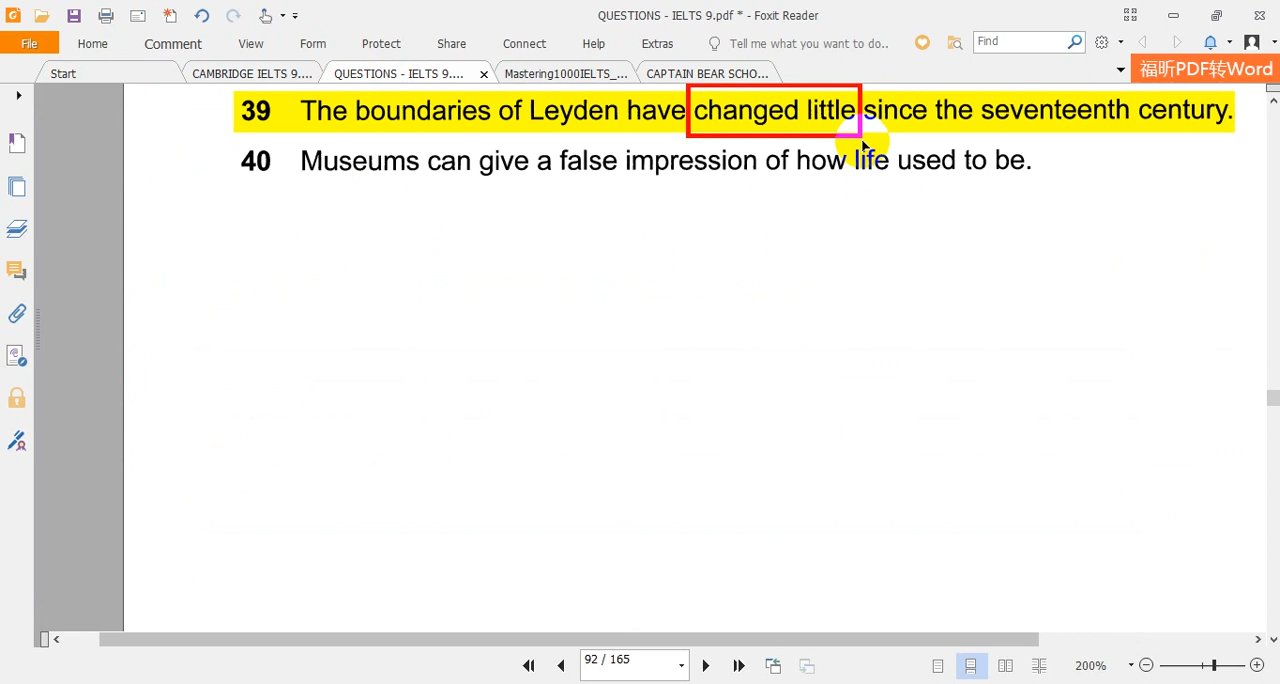 QUESTIONS - IELTS 9.pdf * - Foxit Reader
File Home Comment View Form Protect Share Connect Help Extras Tell me what you want to do.. Find
Start CAMBRIDGE IELTS 9.... QUESTIONS - IELTS 9.... Mastering1000IELTS_... CAPTAIN BEAR SCHO... 福昕PDF转Word
39 The boundaries of Leyden have changed little since the seventeenth century.
40 Museums can give a false impression of how life used to be.
92 / 165 200%